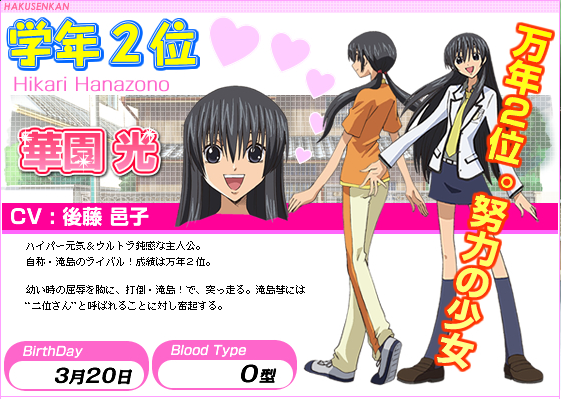 HAKUSENKAN
学年2位
Hikari Hanazono
華園 光
万年2位。努力の少女
CV：後藤 邑子
ハイパー元気＆ウルトラ鈍感な主人公。
自称・滝島のライバル！成績は万年２位。
幼い時の屈辱を胸に、打倒・滝島！で、突っ走る。滝島彗には
“二位さん”と呼ばれることに対し奮起する。
BirthDay
3月20日
Blood Type
O型